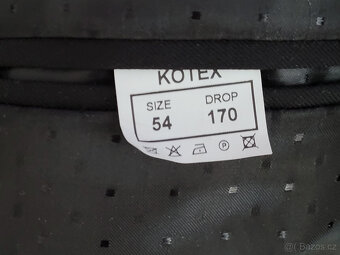 KOTEX
SIZE DROP
54 170
P
© Bazos.cz